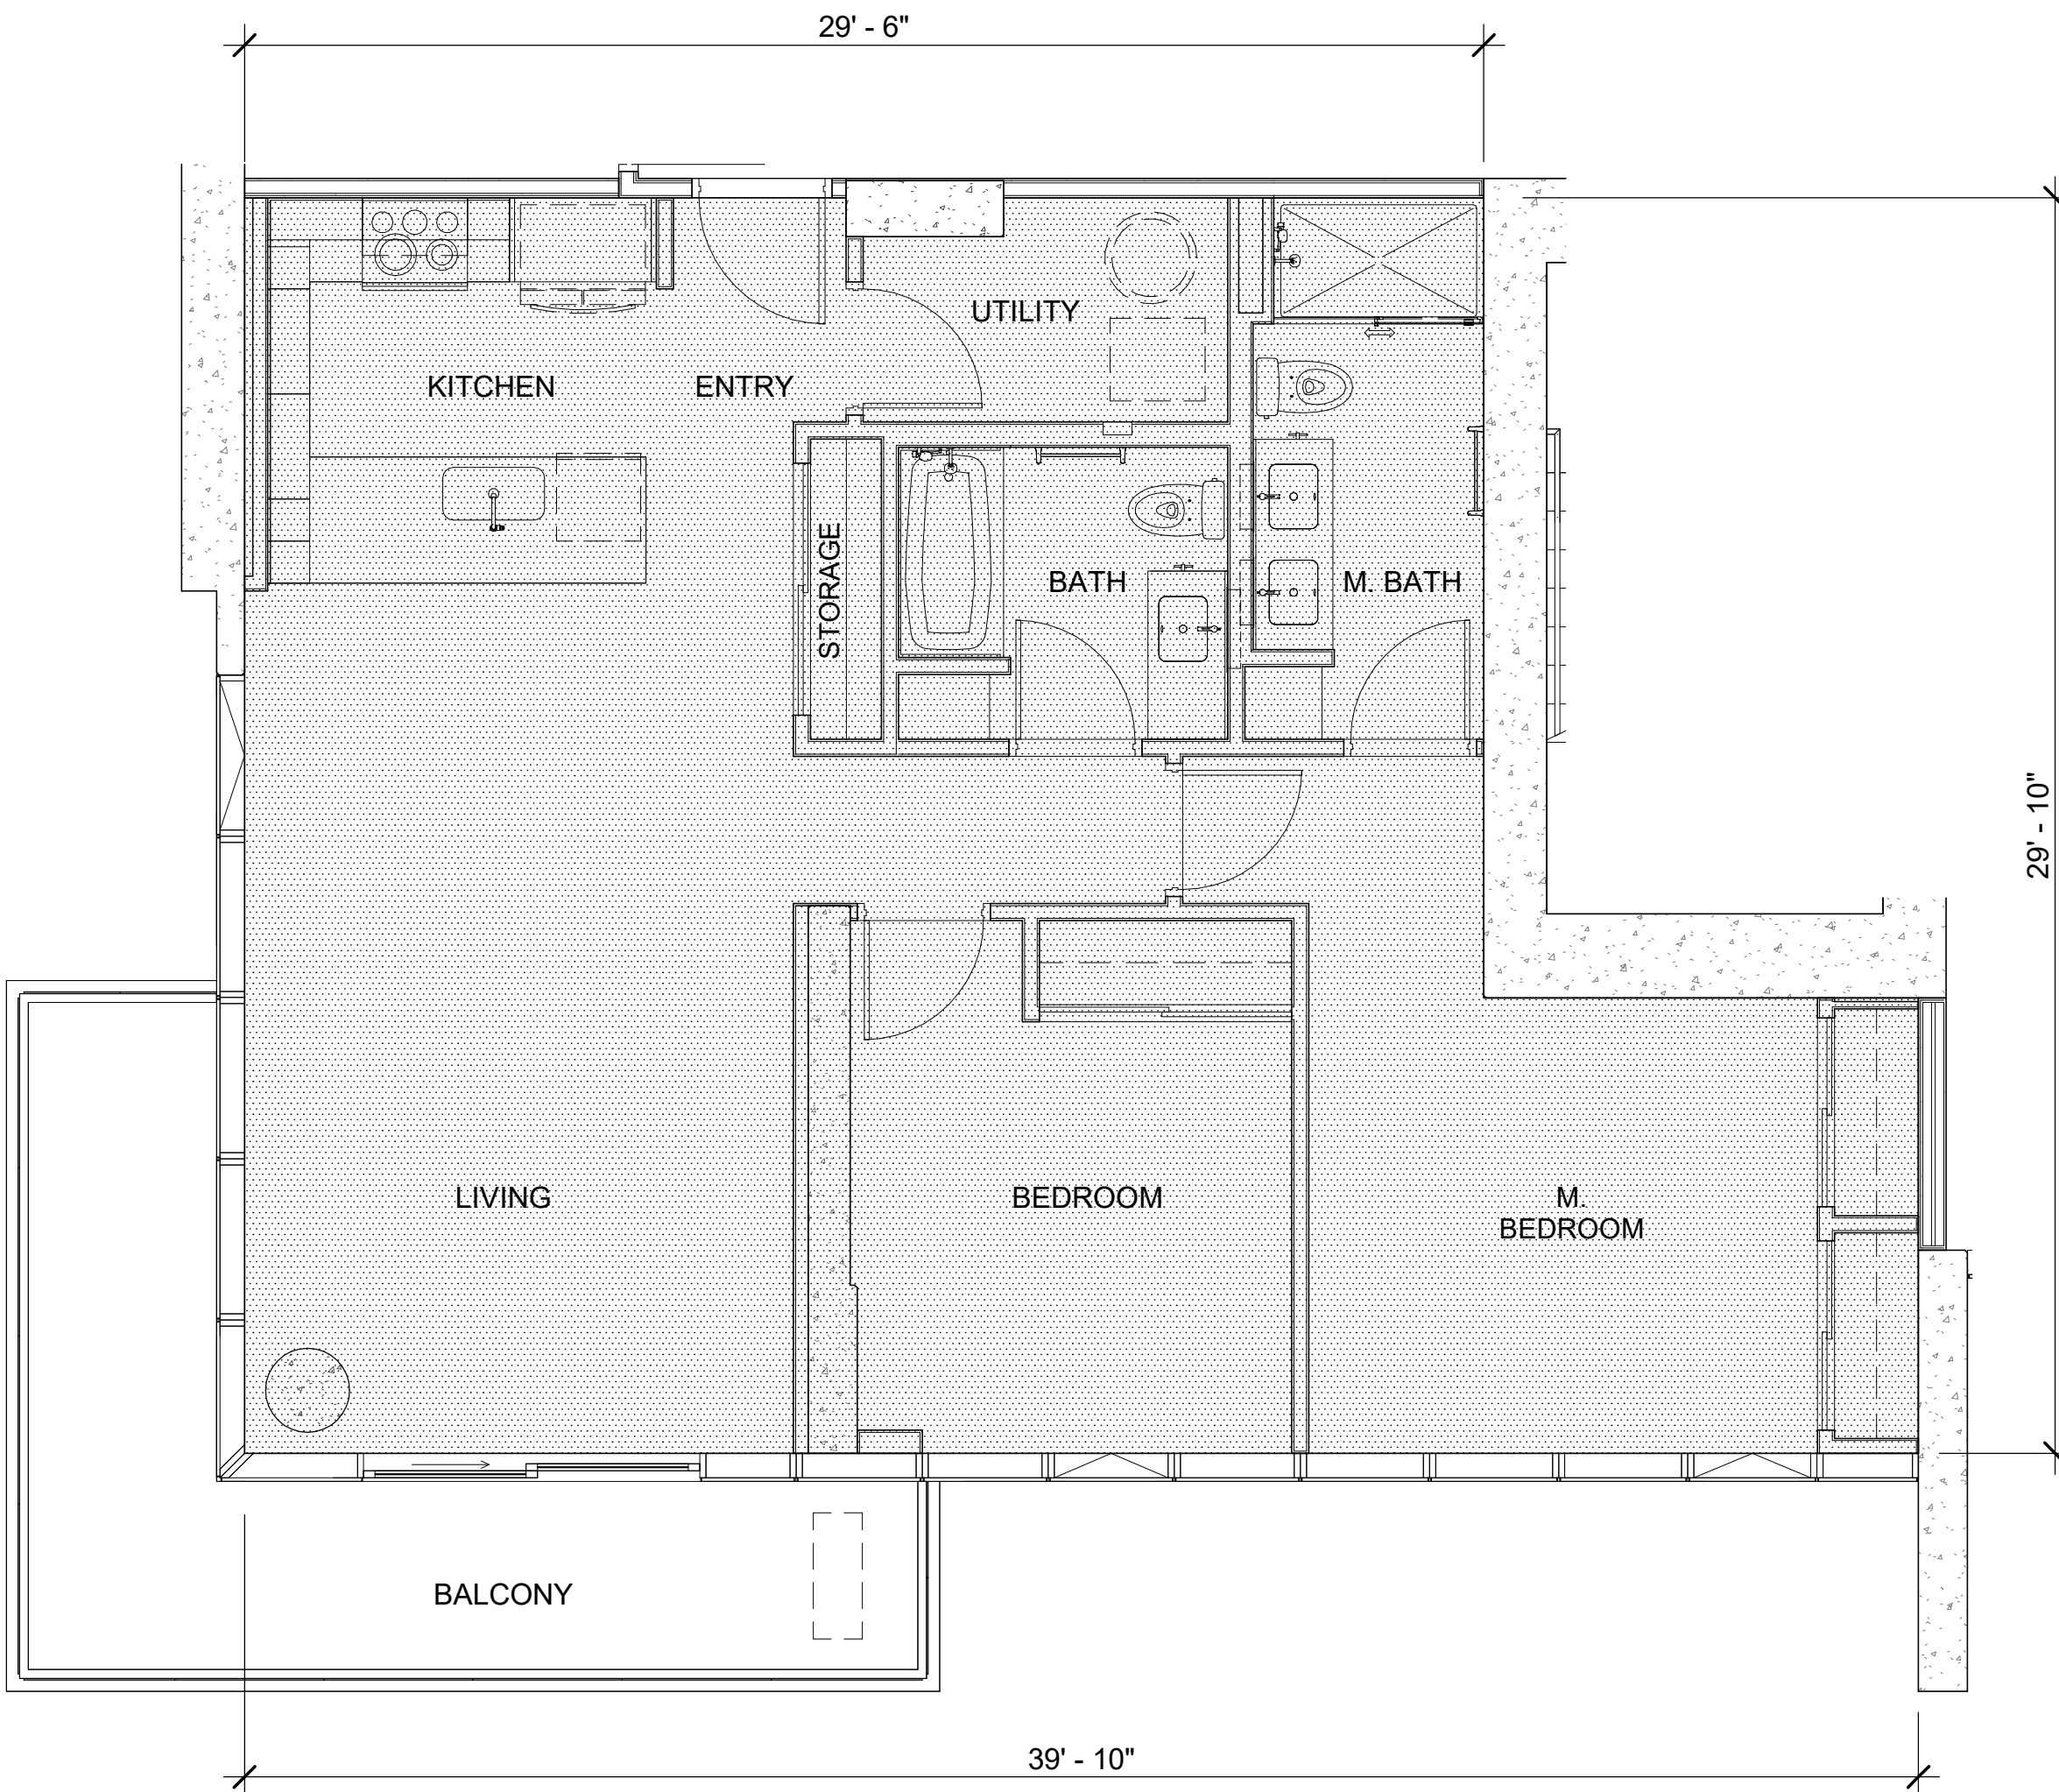 29' - 6"
UTILITY
KITCHEN
ENTRY
STORAGE
BATH
M. BATH
29' - 10"
LIVING
BEDROOM
M.
BEDROOM
BALCONY
39' - 10"